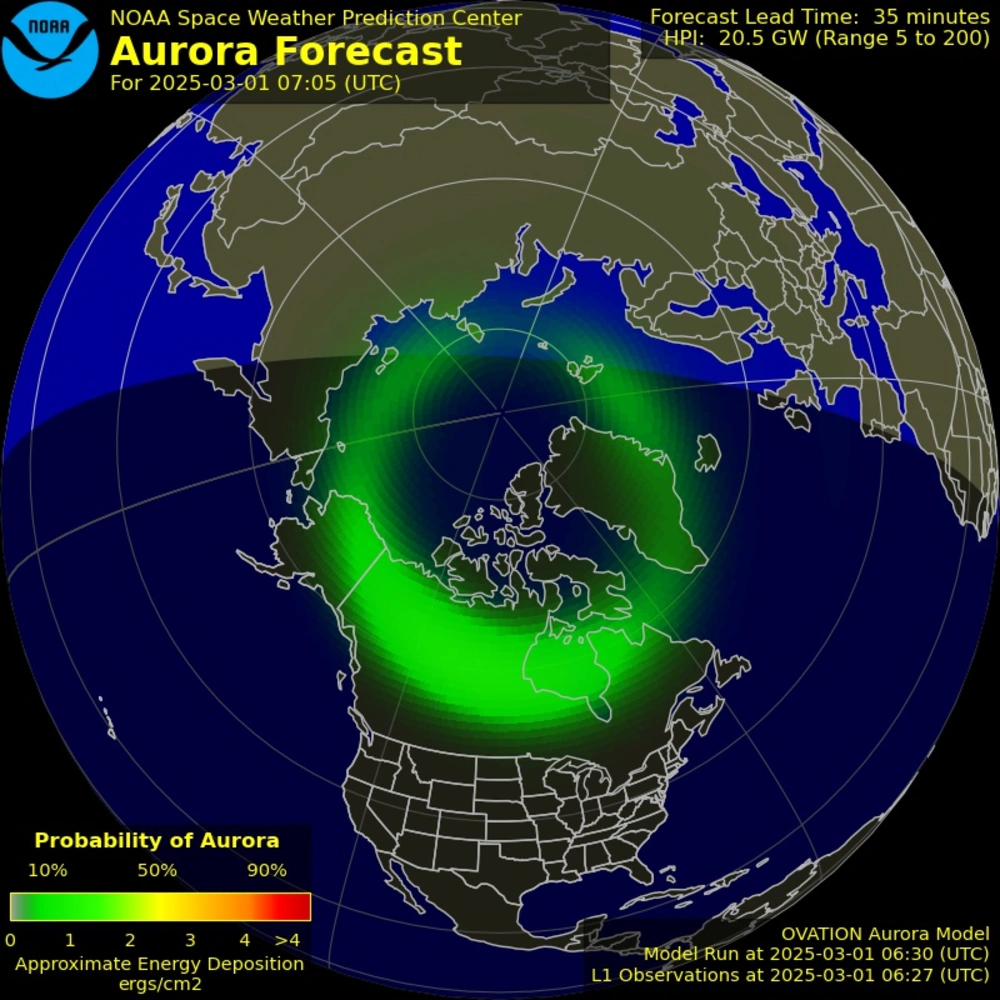 NOAA
NOAA Space Weather Prediction Center
Aurora Forecast
For 2025-03-01 07:05 (UTC)
Forecast Lead Time: 35 minutes
HPI: 20.5 GW (Range 5 to 200)
Probability of Aurora
10% 50% 90%
0 1 2 3 4 >4
Approximate Energy Deposition
ergs/cm2
OVATION Aurora Model
Model Run at 2025-03-01 06:30 (UTC)
L1 Observations at 2025-03-01 06:27 (UTC)